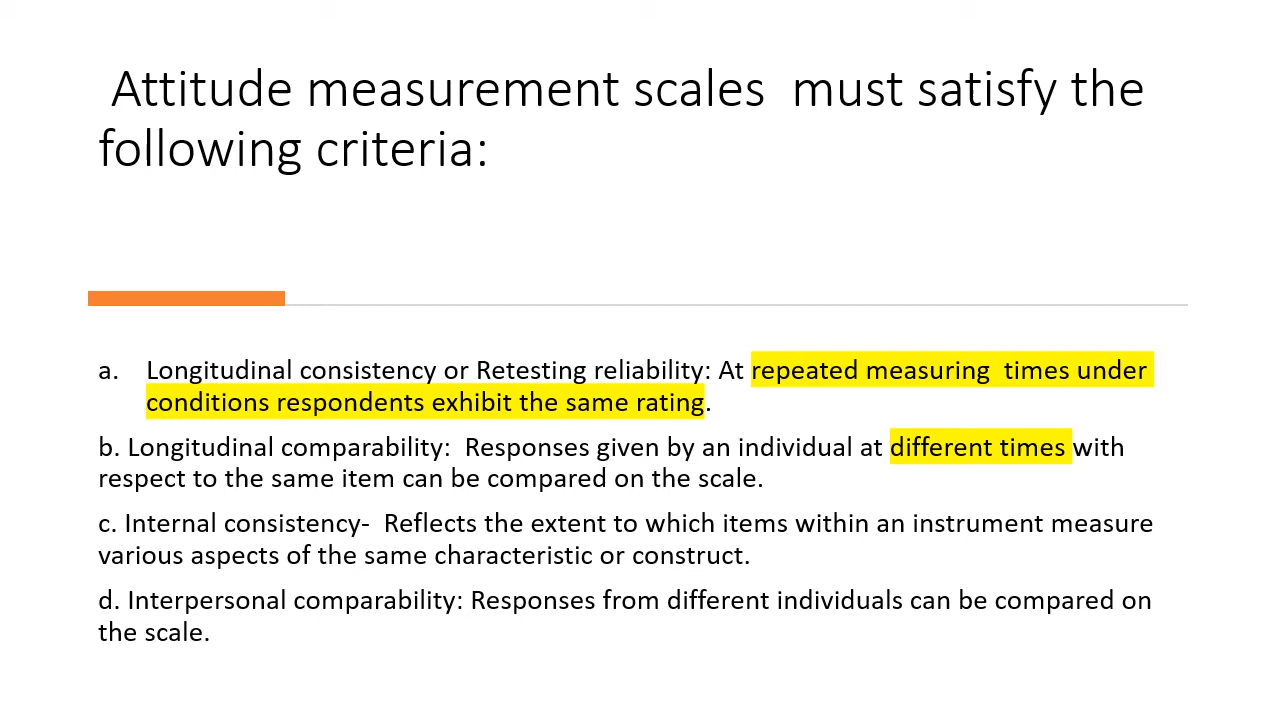 Attitude measurement scales  must satisfy the
following criteria:
a. Longitudinal consistency or Retesting reliability: At repeated measuring  times under
conditions respondents exhibit the same rating.
b. Longitudinal comparability:  Responses given by an individual at different times with
respect to the same item can be compared on the scale.
c. Internal consistency-  Reflects the extent to which items within an instrument measure
various aspects of the same characteristic or construct.
d. Interpersonal comparability: Responses from different individuals can be compared on
the scale.